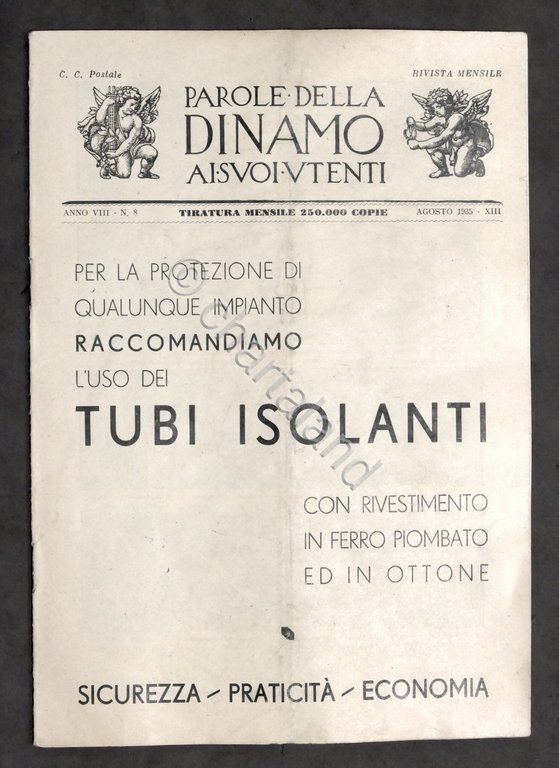 C. C. Postale
RIVISTA MENSILE
PAROLE·DELLA
DINAMO
AI·SVOI·VTENTI
ANNO VIII - N. 8
TIRATURA MENSILE 250.000 COPIE
AGOSTO 1935 - XIII
PER LA PROTEZIONE DI
QUALUNQUE IMPIANTO
RACCOMANDIAMO
L'USO DEI
TUBI ISOLANTI
CON RIVESTIMENTO
IN FERRO PIOMBATO
ED IN OTTONE
SICUREZZA - PRATICITÀ - ECONOMIA
© chartaland